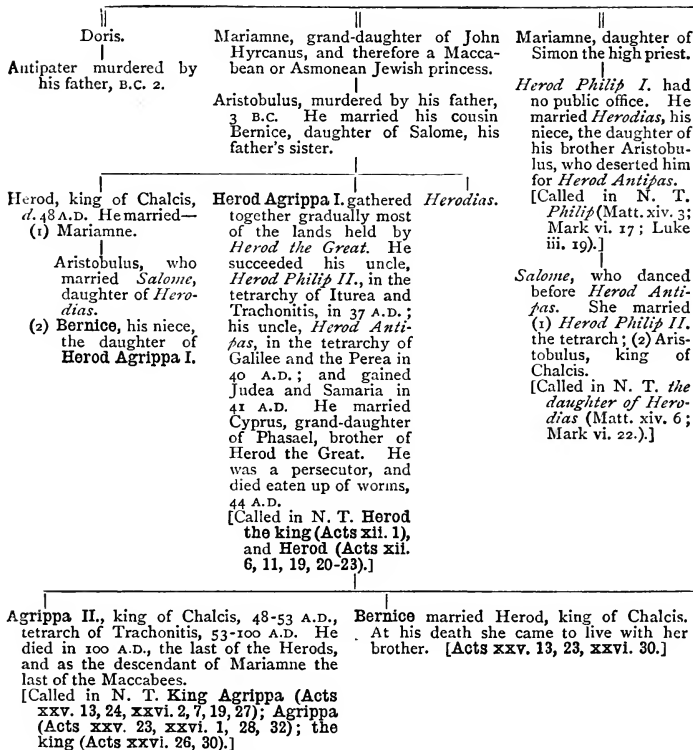 Doris.
Antipater murdered by
his father, B.C. 2.
Mariamne, grand-daughter of John
Hyrcanus, and therefore a Macca-
bean or Asmonean Jewish princess.
Aristobulus, murdered by his father,
3 B.C. He married his cousin
Bernice, daughter of Salome, his
father's sister.
Mariamne, daughter of
Simon the high priest.
Herod Philip I. had
no public office. He
married Herodias, his
niece, the daughter of
his brother Aristobu-
lus, who deserted him
for Herod Antipas.
[Called in N. T.
Philip (Matt. xiv. 3;
Mark vi. 17; Luke
iii. 19).]
Salome, who danced
before Herod Anti-
pas. She married
(1) Herod Philip II.
the tetrarch; (2) Aris-
tobulus, king of
Chalcis.
[Called in N. T. the
daughter of Hero-
dias (Matt. xiv. 6;
Mark vi. 22.).]
Herod, king of Chalcis,
d. 48 A.D. He married—
(1) Mariamne.
Aristobulus, who
married Salome,
daughter of Hero-
dias.
(2) Bernice, his niece,
the daughter of
Herod Agrippa I.
Herod Agrippa I. gathered
together gradually most
of the lands held by
Herod the Great. He
succeeded his uncle,
Herod Philip II., in the
tetrarchy of Iturea and
Trachonitis, in 37 A.D.;
his uncle, Herod Anti-
pas, in the tetrarchy of
Galilee and the Perea in
40 A.D.; and gained
Judea and Samaria in
41 A.D. He married
Cyprus, grand-daughter
of Phasael, brother of
Herod the Great. He
was a persecutor, and
died eaten up of worms,
44 A.D.
[Called in N. T. Herod
the king (Acts xii. 1),
and Herod (Acts xii.
6, 11, 19, 20-23).]
Herodias.
Agrippa II., king of Chalcis, 48-53 A.D.,
tetrarch of Trachonitis, 53-100 A.D. He
died in 100 A.D., the last of the Herods,
and as the descendant of Mariamne the
last of the Maccabees.
[Called in N. T. King Agrippa (Acts
xxv. 13, 24, xxvi. 2, 7, 19, 27); Agrippa
(Acts xxv. 23, xxvi. 1, 28, 32); the
king (Acts xxvi. 26, 30).]
Bernice married Herod, king of Chalcis.
At his death she came to live with her
brother. [Acts xxv. 13, 23, xxvi. 30.]